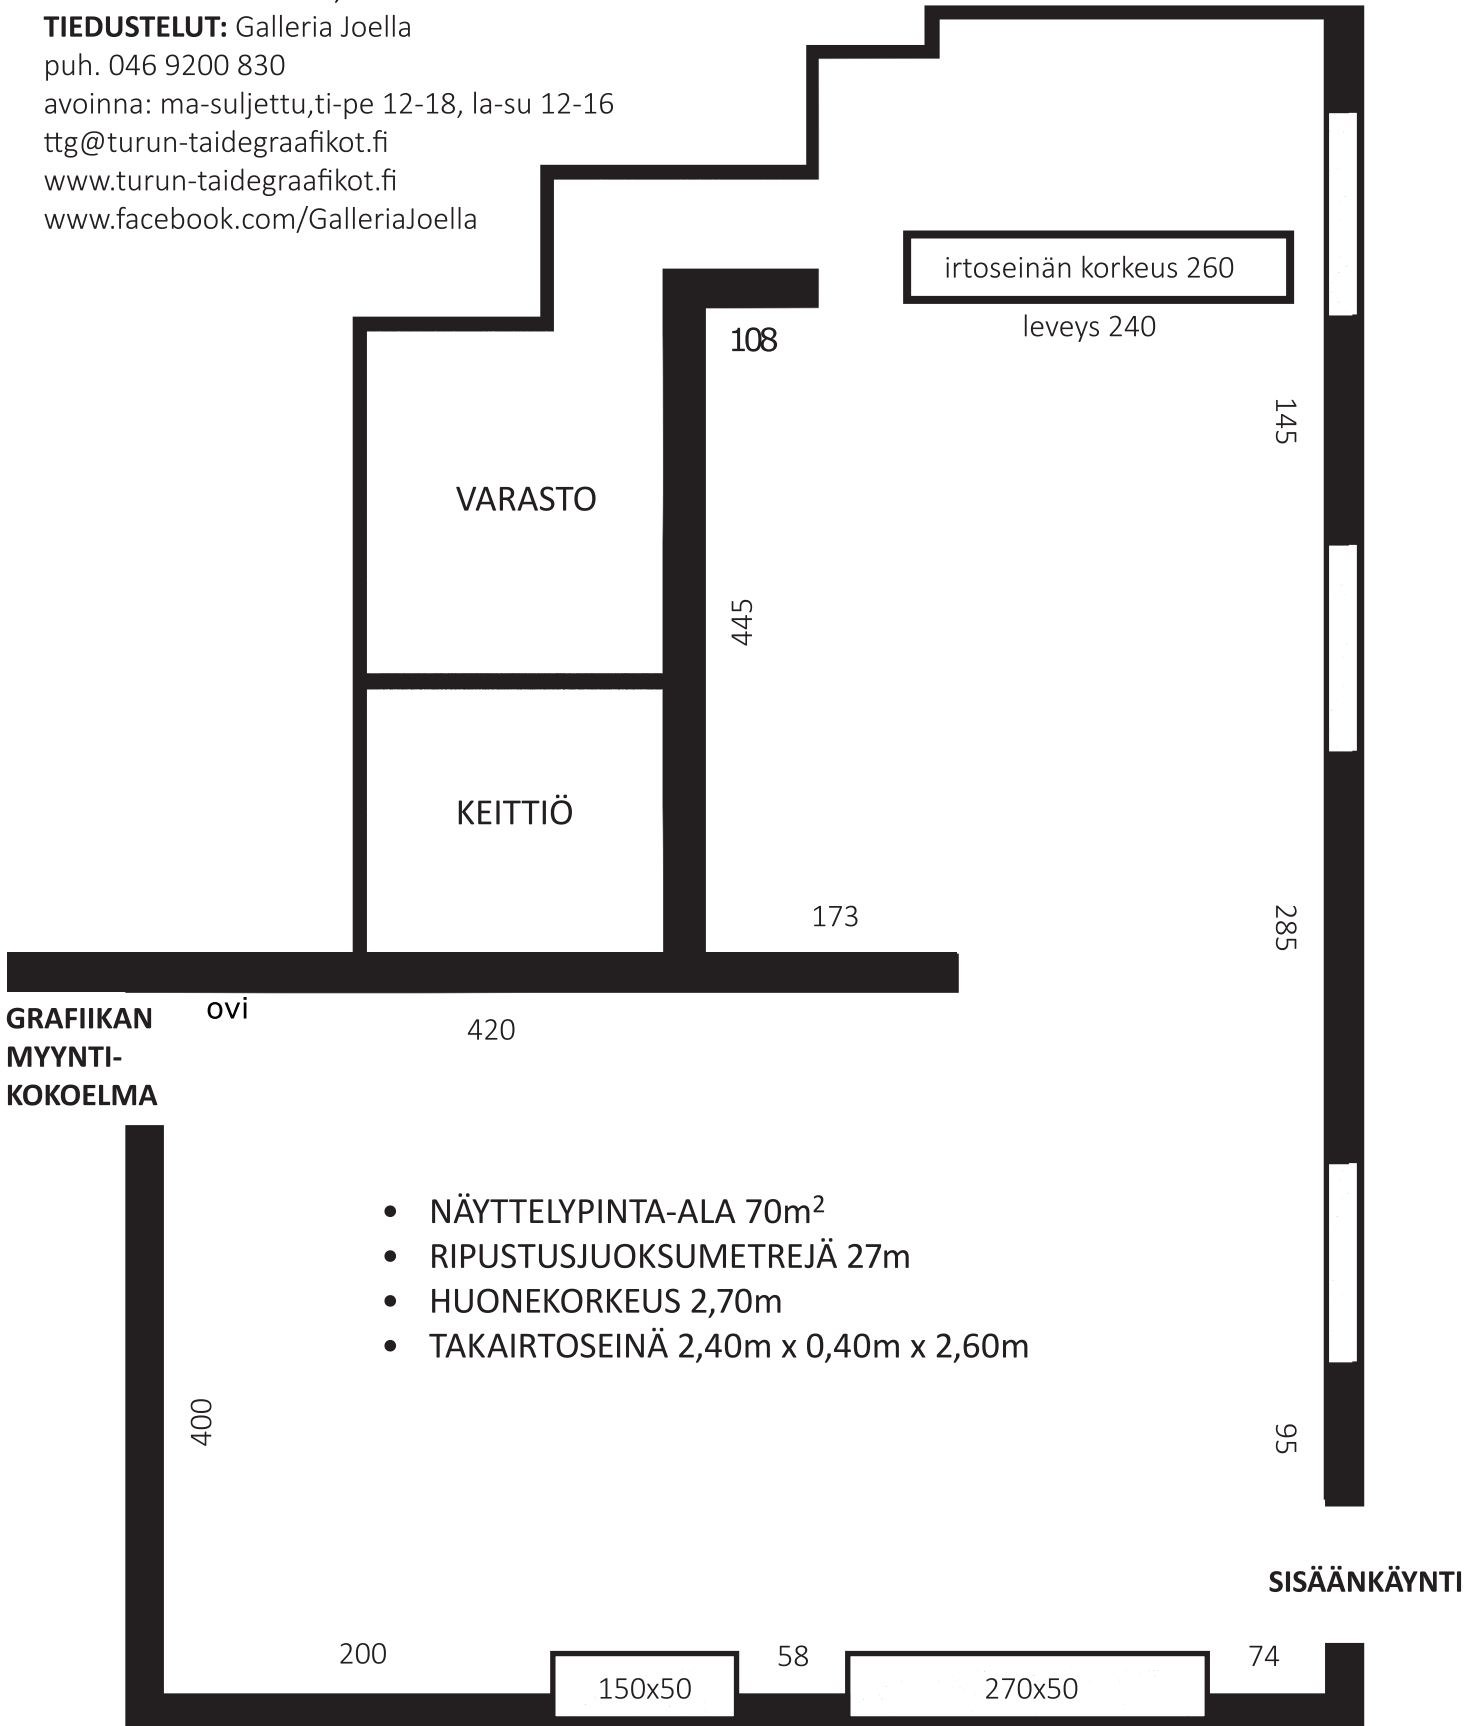 TIEDUSTELUT: Galleria Joella
puh. 046 9200 830
avoinna: ma-suljettu,ti-pe 12-18, la-su 12-16
ttg@turun-taidegraafikot.fi
www.turun-taidegraafikot.fi
www.facebook.com/GalleriaJoella
irtoseinän korkeus 260
leveys 240
108
145
VARASTO
445
KEITTIÖ
173
285
ovi
GRAFIIKAN
MYYNTI-
KOKOELMA
420
• NÄYTTELYPINTA-ALA 70m²
• RIPUSTUSJUOKSUMETREJÄ 27m
• HUONEKORKEUS 2,70m
• TAKAIRTOSEINÄ 2,40m x 0,40m x 2,60m
400
95
SISÄÄNKÄYNTI
200
58
74
150x50
270x50